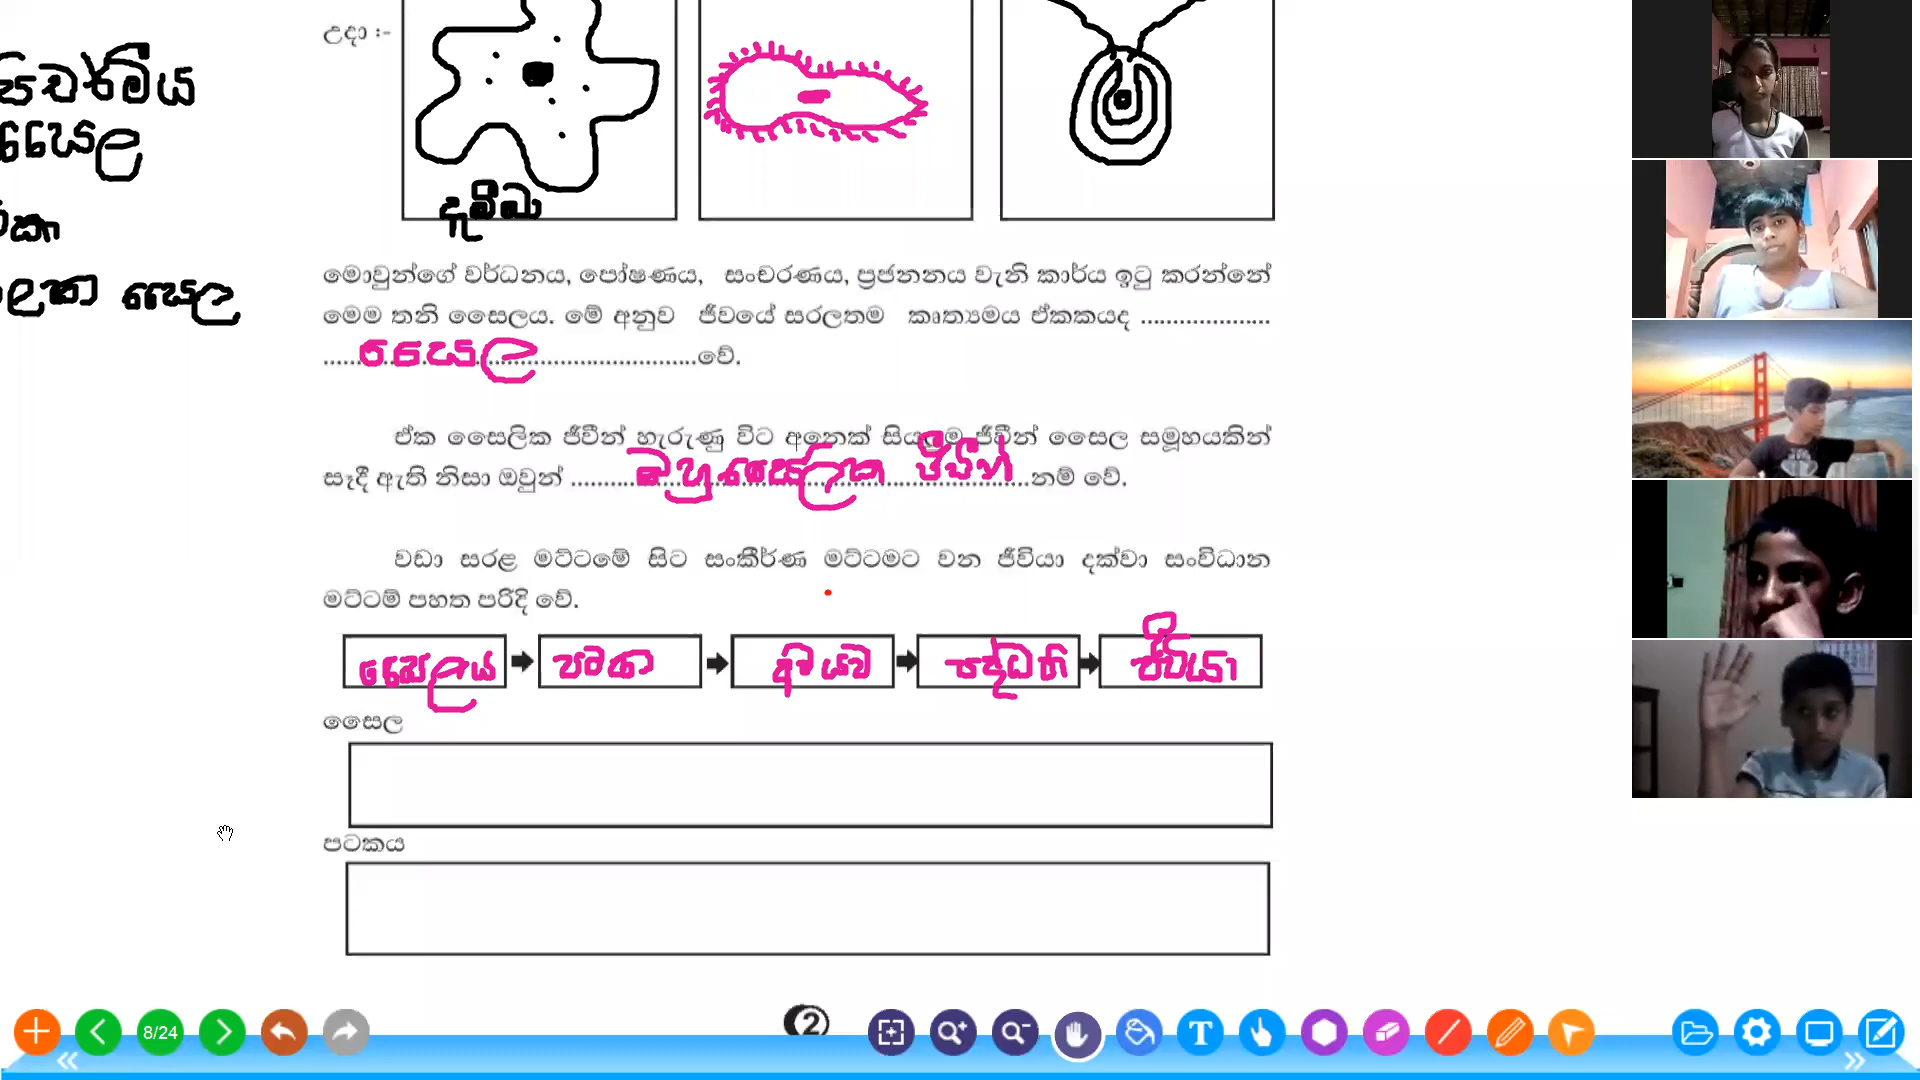 උදා :-
සෛල
ඇමීබා
මොවුන්ගේ වර්ධනය, පෝෂණය, සංචරණය, ප්‍රජනනය වැනි කාර්ය ඉටු කරන්නේ
මෙම තනි සෛලය. මේ අනුව ජීවයේ සරලතම කෘත්‍යමය ඒකකයද .....................
...... සෛල ..................................වේ.
ඒක සෛලික ජීවීන් හැරුණු විට අනෙක් සියලුම ජීවීන් සෛල සමූහයකින්
සෑදී ඇති නිසා ඔවුන් .......... බහුසෛලික ජීවීන් ...නම් වේ.
වඩා සරළ මට්ටමේ සිට සංකීර්ණ මට්ටමට වන ජීවියා දක්වා සංවිධාන
මට්ටම් පහත පරිදි වේ.
සෛලය පටක අවයව පද්ධති ජීවියා
සෛල
පටකය
8/24
2